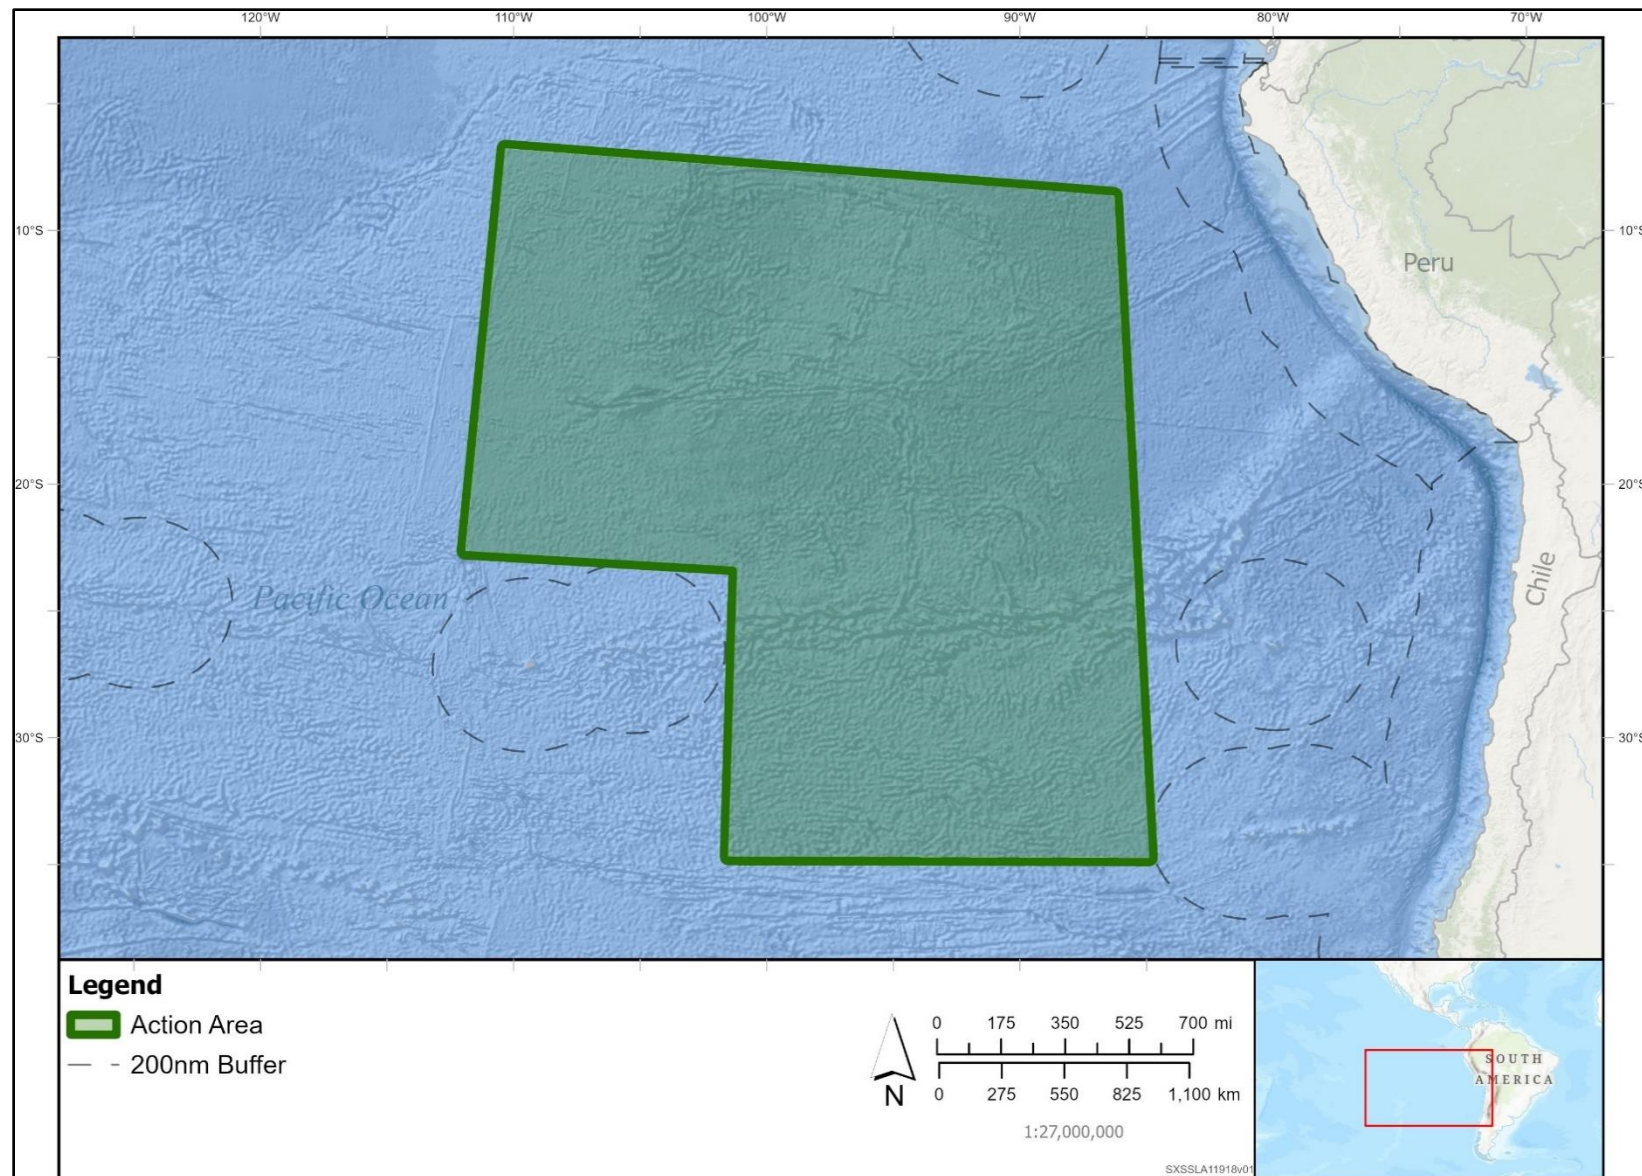 120°W 110°W 100°W 90°W 80°W 70°W
10°S 10°S
Peru
20°S 20°S
Pacific Ocean
Chile
30°S 30°S
Legend
Action Area
200nm Buffer
0 175 350 525 700 mi
0 275 550 825 1,100 km
N
1:27,000,000
SXSSLA11918v01
SOUTH
AMERICA